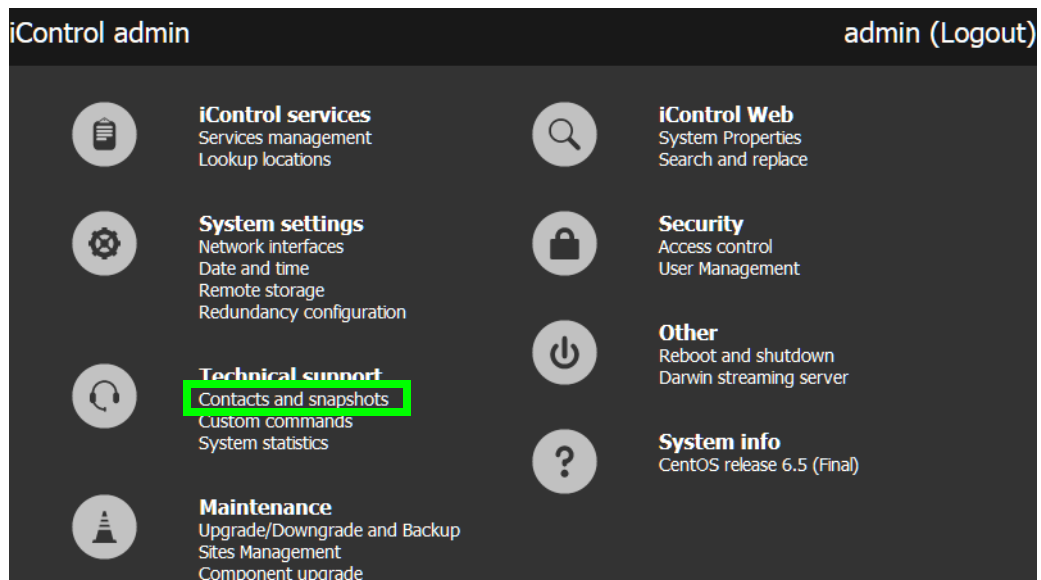 iControl admin
admin (Logout)
iControl services
Services management
Lookup locations
System settings
Network interfaces
Date and time
Remote storage
Redundancy configuration
Technical support
Contacts and snapshots
Custom commands
System statistics
Maintenance
Upgrade/Downgrade and Backup
Sites Management
Component upgrade
iControl Web
System Properties
Search and replace
Security
Access control
User Management
Other
Reboot and shutdown
Darwin streaming server
System info
CentOS release 6.5 (Final)